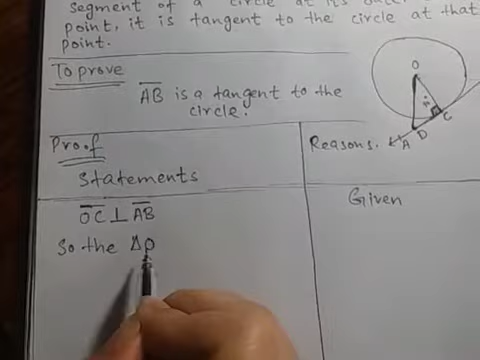 segment of a circle at its outer
point, it is tangent to the circle at that
point.
To prove
AB is a tangent to the
circle.
O
r
C
D
A
Proof
Reasons.
Statements
Given
OC ⊥ AB
So the ΔO